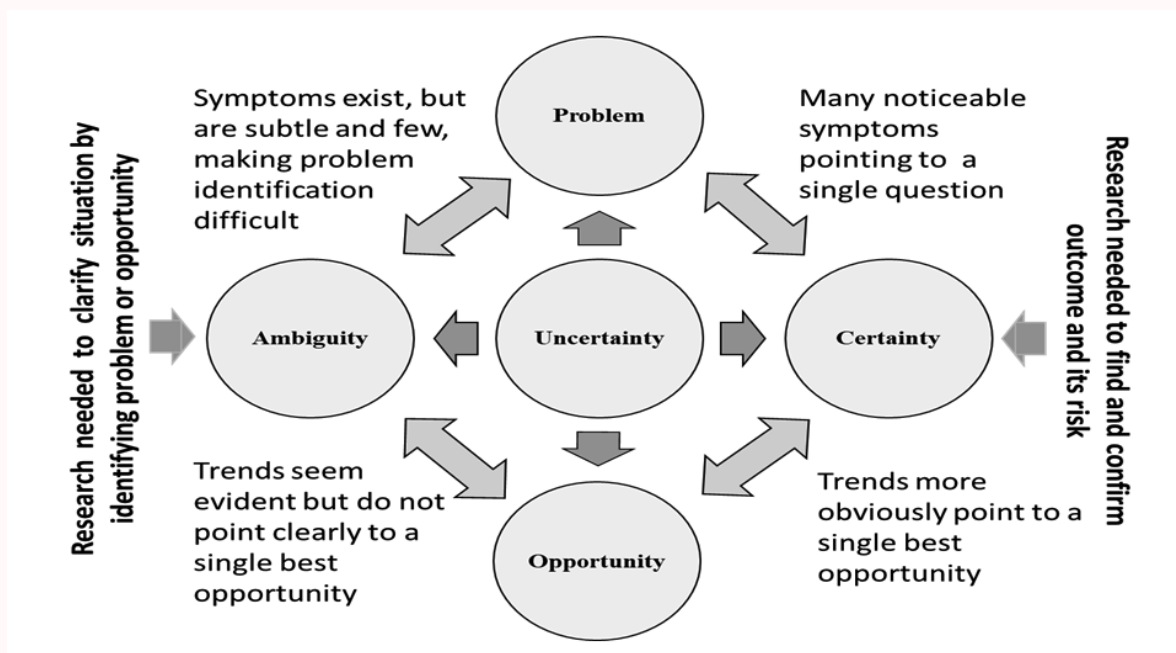 Problem
Symptoms exist, but
are subtle and few,
making problem
identification
difficult
Many noticeable
symptoms
pointing to a
single question
Research needed to clarify situation by
identifying problem or opportunity
Ambiguity
Uncertainty
Certainty
Research needed to find and confirm
outcome and its risk
Trends seem
evident but do not
point clearly to a
single best
opportunity
Opportunity
Trends more
obviously point to a
single best
opportunity